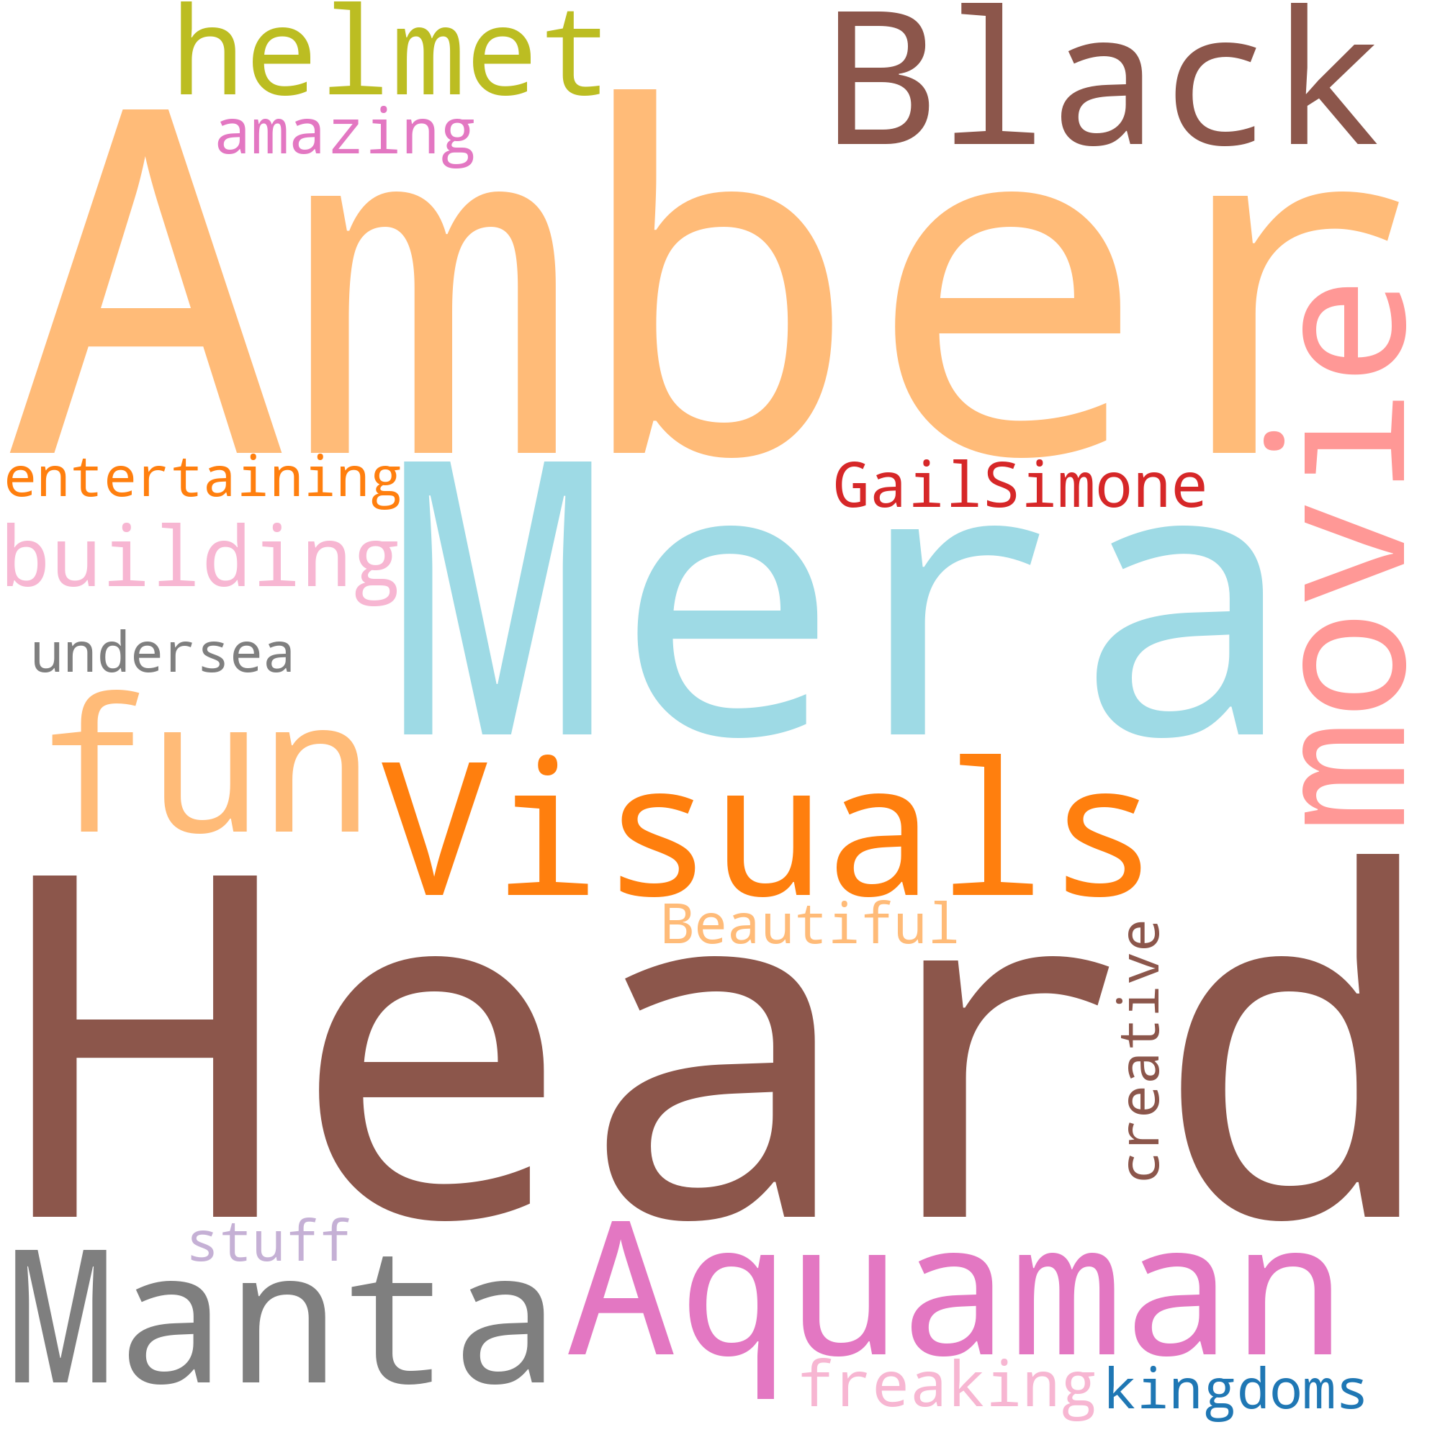 helmet
Black
amazing
Amber
movie
entertaining
GailSimone
Mera
building
undersea
fun
Visuals
Beautiful
Heard
creative
stuff
Manta
Aquaman
freaking
kingdoms